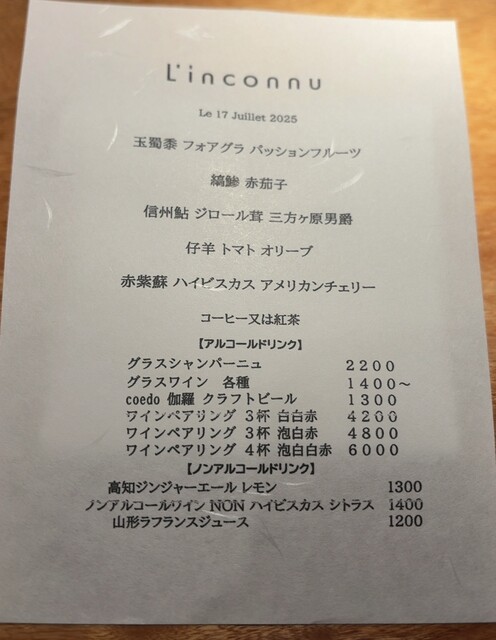 L'inconnu
Le 17 Juillet 2025
玉蜀黍 フォアグラ パッションフルーツ
縞鯵 赤茄子
信州鮎 ジロール茸 三方ヶ原男爵
仔羊 トマト オリーブ
赤紫蘇 ハイビスカス アメリカンチェリー
コーヒー又は紅茶
【アルコールドリンク】
グラスシャンパーニュ 2200
グラスワイン 各種 1400～
coedo 伽羅 クラフトビール 1300
ワインペアリング 3杯 白白赤 4200
ワインペアリング 3杯 泡白赤 4800
ワインペアリング 4杯 泡白白赤 6000
【ノンアルコールドリンク】
高知ジンジャーエール レモン 1300
ノンアルコールワイン NON ハイビスカス シトラス 1400
山形ラフランスジュース 1200